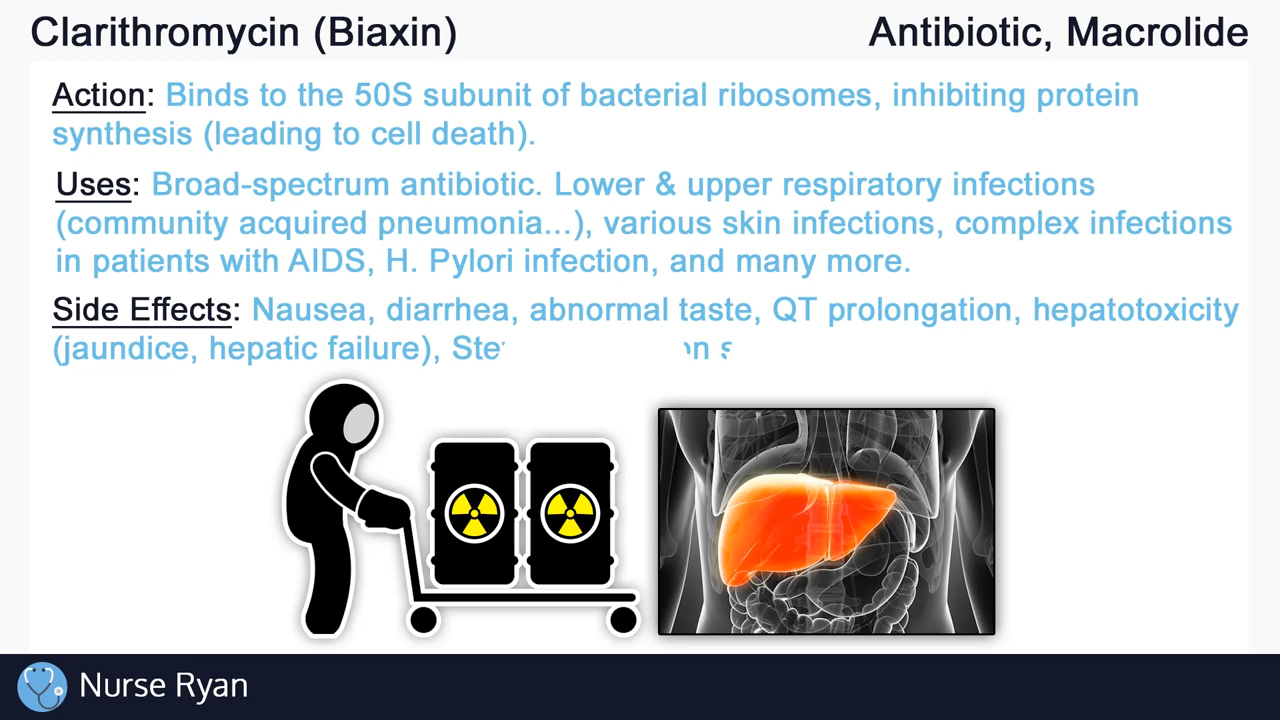 Clarithromycin (Biaxin)
Antibiotic, Macrolide
Action: Binds to the 50S subunit of bacterial ribosomes, inhibiting protein
synthesis (leading to cell death).
Uses: Broad-spectrum antibiotic. Lower & upper respiratory infections
(community acquired pneumonia...), various skin infections, complex infections
in patients with AIDS, H. Pylori infection, and many more.
Side Effects: Nausea, diarrhea, abnormal taste, QT prolongation, hepatotoxicity
(jaundice, hepatic failure),
Nurse Ryan